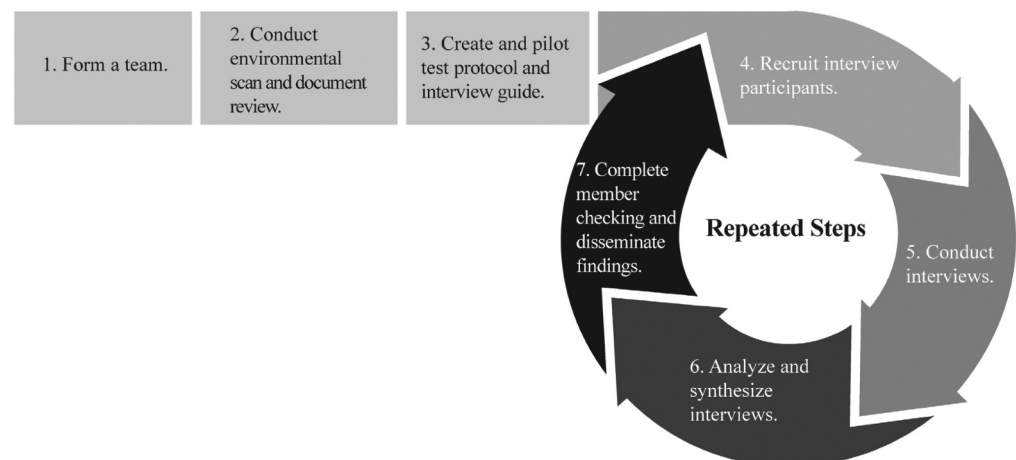 1. Form a team.
2. Conduct
environmental
scan and document
review.
3. Create and pilot
test protocol and
interview guide.
4. Recruit interview
participants.
5. Conduct
interviews.
6. Analyze and
synthesize
interviews.
7. Complete
member
checking and
disseminate
findings.
Repeated Steps